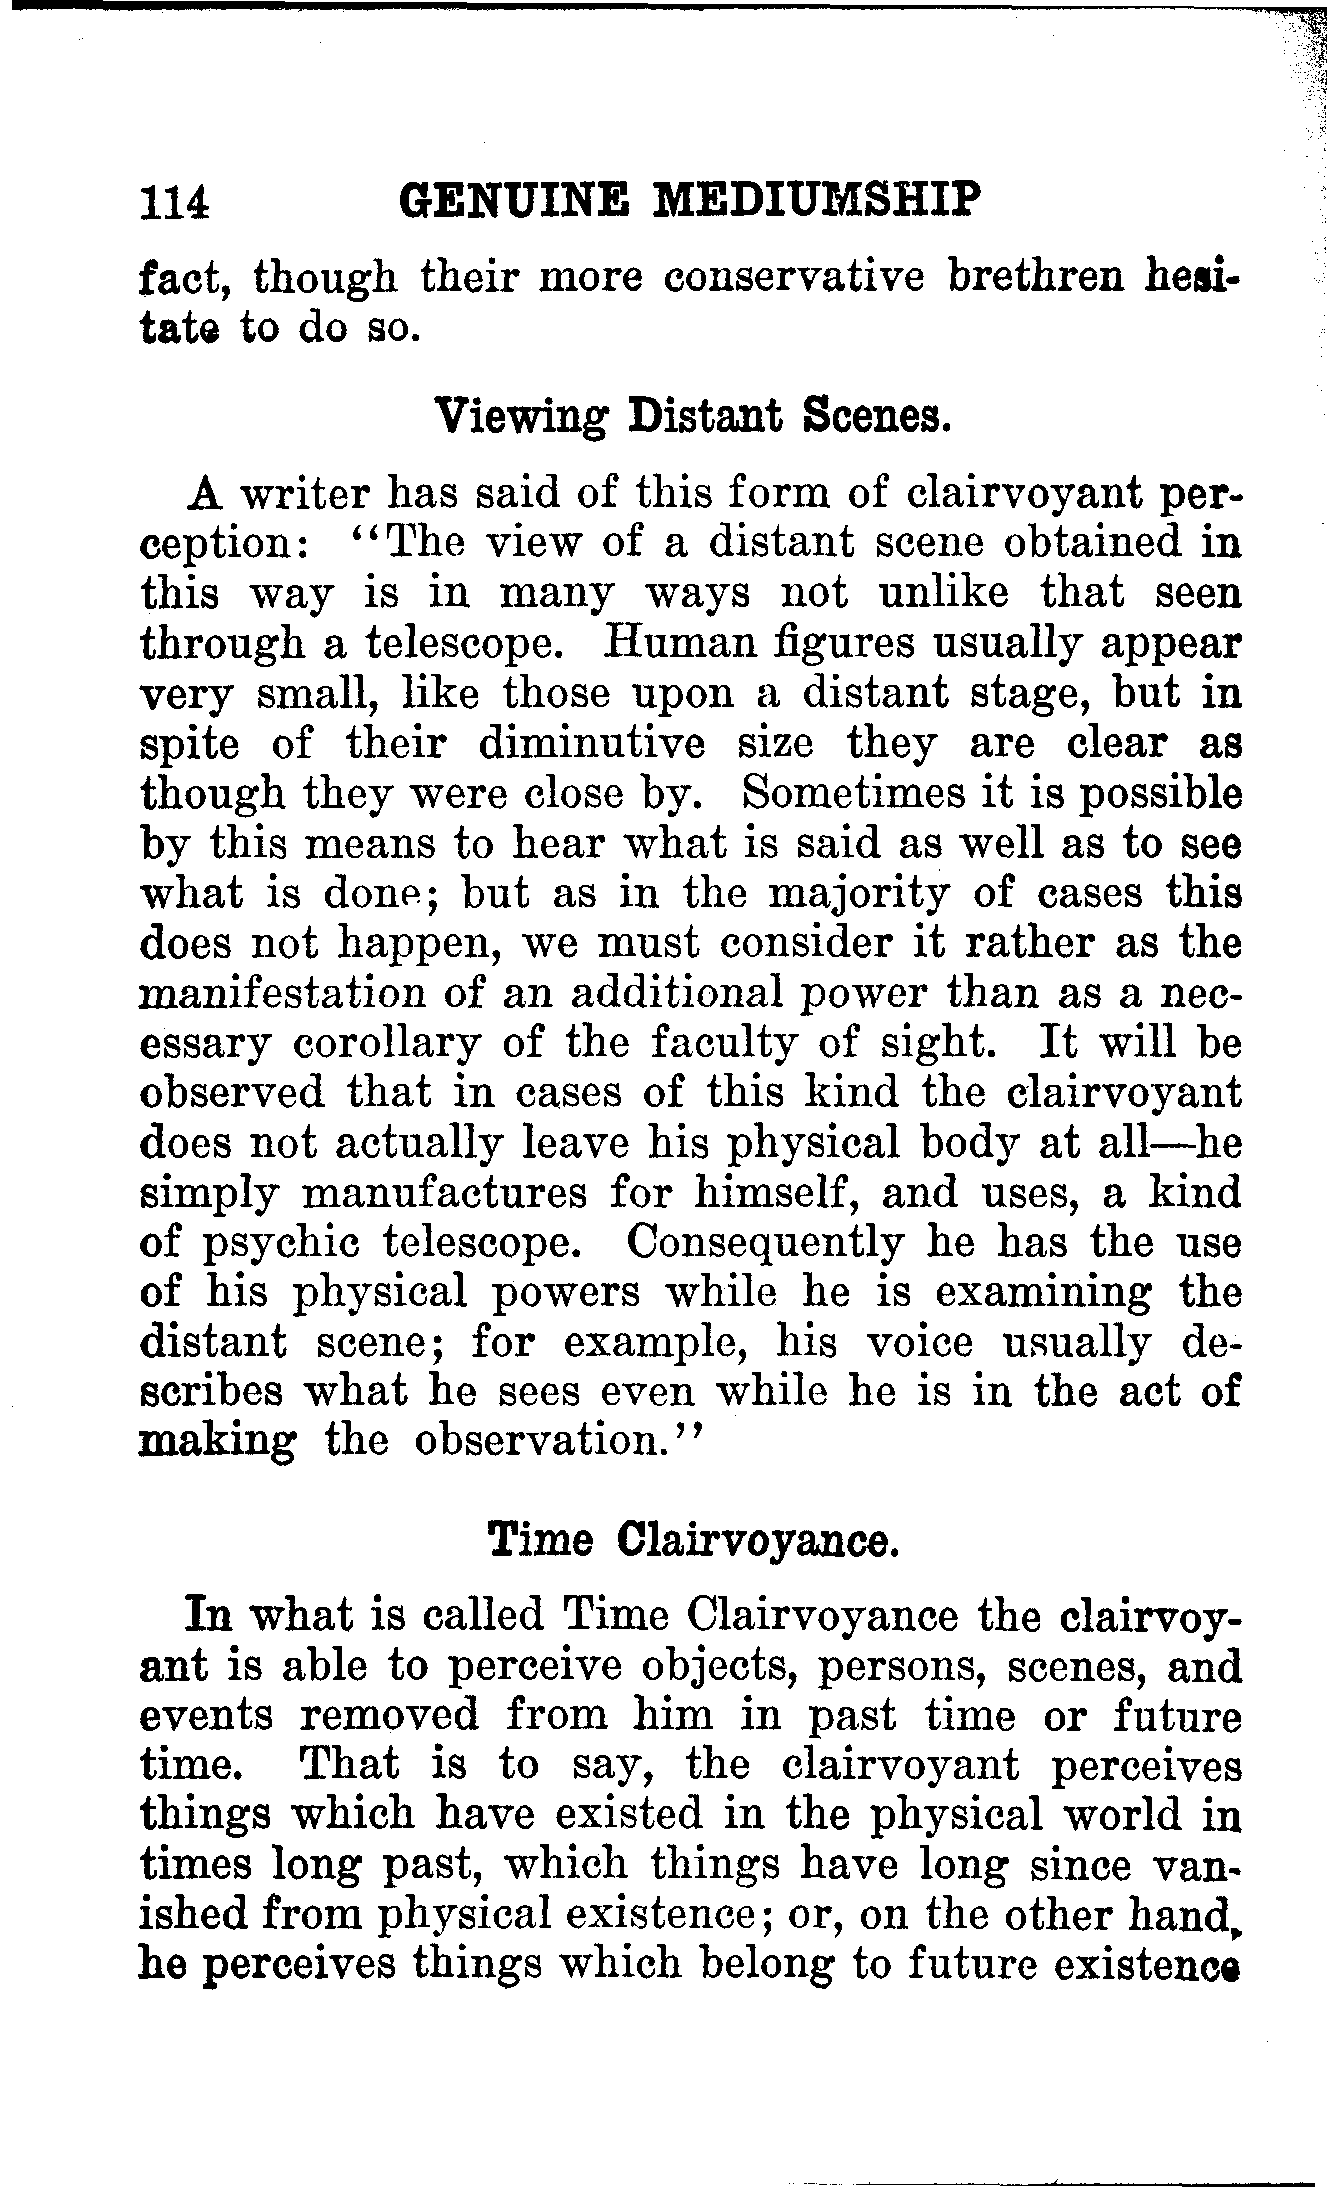 114 GENUINE MEDIUMSHIP
fact, though their more conservative brethren hesi-
tate to do so.
Viewing Distant Scenes.
A writer has said of this form of clairvoyant per-
ception: “The view of a distant scene obtained in
this way is in many ways not unlike that seen
through a telescope. Human figures usually appear
very small, like those upon a distant stage, but in
spite of their diminutive size they are clear as
though they were close by. Sometimes it is possible
by this means to hear what is said as well as to see
what is done; but as in the majority of cases this
does not happen, we must consider it rather as the
manifestation of an additional power than as a nec-
essary corollary of the faculty of sight. It will be
observed that in cases of this kind the clairvoyant
does not actually leave his physical body at all—he
simply manufactures for himself, and uses, a kind
of psychic telescope. Consequently he has the use
of his physical powers while he is examining the
distant scene; for example, his voice usually de-
scribes what he sees even while he is in the act of
making the observation.”
Time Clairvoyance.
In what is called Time Clairvoyance the clairvoy-
ant is able to perceive objects, persons, scenes, and
events removed from him in past time or future
time. That is to say, the clairvoyant perceives
things which have existed in the physical world in
times long past, which things have long since van-
ished from physical existence; or, on the other hand,
he perceives things which belong to future existence